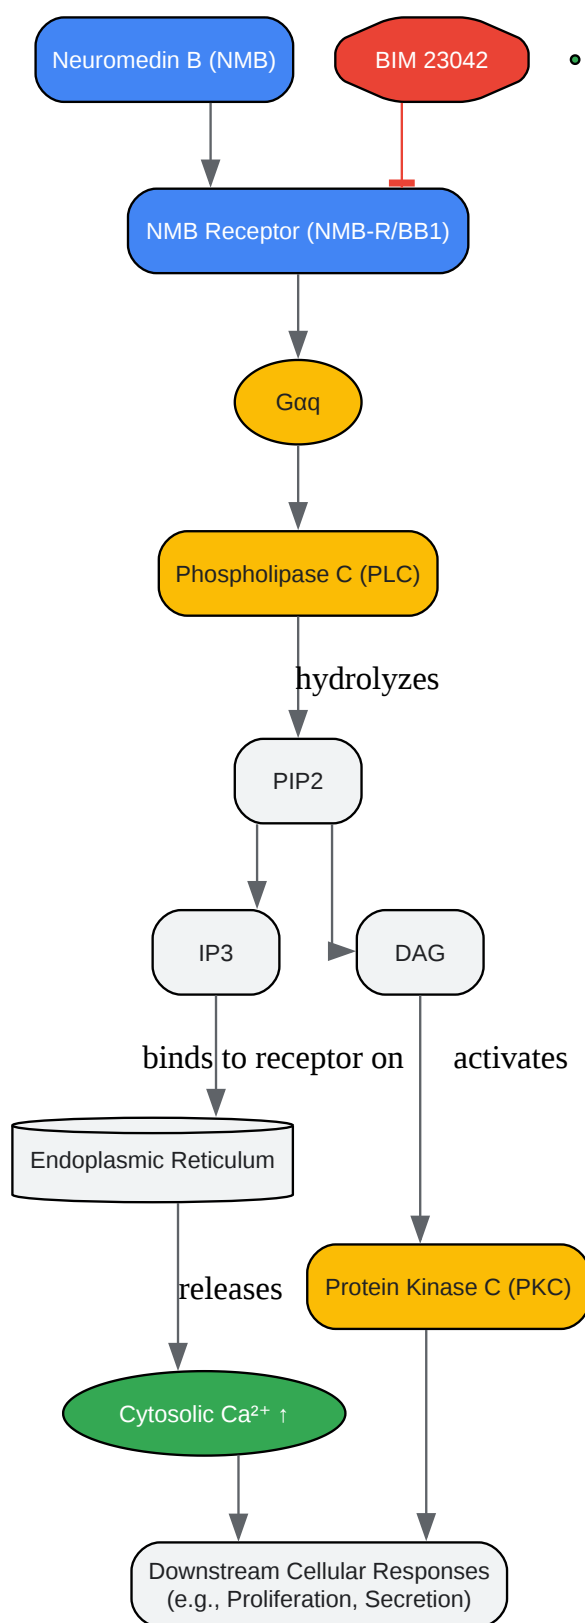 Neuromedin B (NMB)
BIM 23042
NMB Receptor (NMB-R/BB1)
Gαq
Phospholipase C (PLC)
hydrolyzes
PIP2
IP3
DAG
binds to receptor on
activates
Endoplasmic Reticulum
releases
Protein Kinase C (PKC)
Cytosolic Ca²⁺ ↑
Downstream Cellular Responses
(e.g., Proliferation, Secretion)